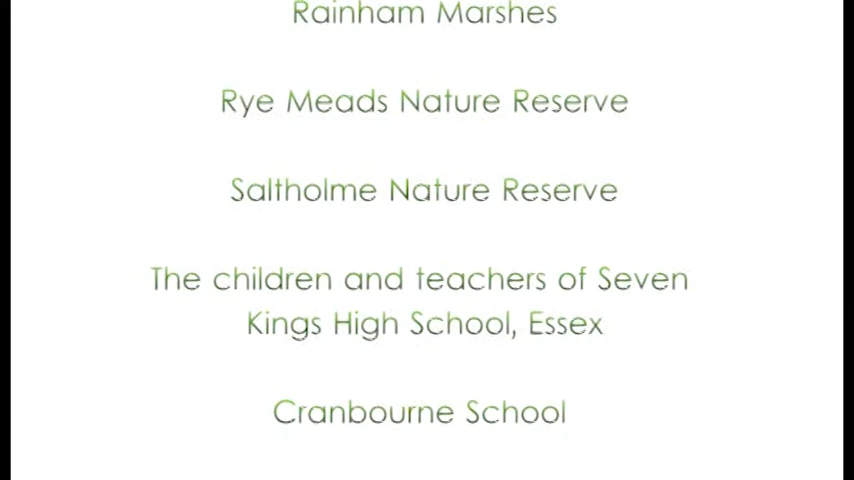 Rainham Marshes
Rye Meads Nature Reserve
Saltholme Nature Reserve
The children and teachers of Seven
Kings High School, Essex
Cranbourne School